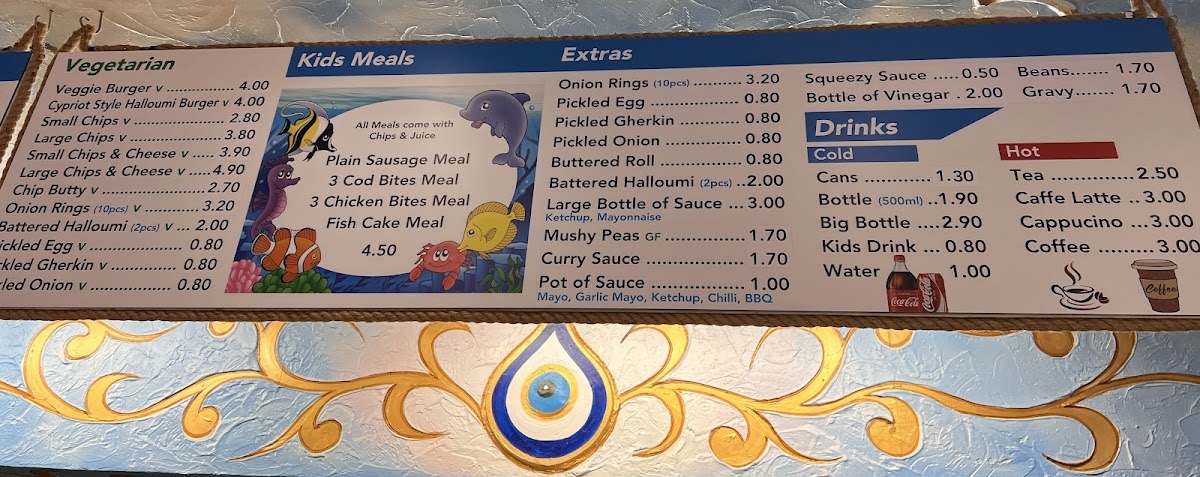 Vegetarian
Veggie Burger v ................. 4.00
Cypriot Style Halloumi Burger v 4.00
Small Chips v ..................... 2.80
Large Chips v ..................... 3.80
Small Chips & Cheese v ..... 3.90
Large Chips & Cheese v ..... 4.90
Chip Butty v ....................... 2.70
Onion Rings (10pcs) v ............ 3.20
Battered Halloumi (2pcs) v ... 2.00
ickled Egg v ..................... 0.80
ckled Gherkin v .............. 0.80
led Onion v .................. 0.80
Kids Meals
All Meals come with
Chips & Juice
Plain Sausage Meal
3 Cod Bites Meal
3 Chicken Bites Meal
Fish Cake Meal
4.50
Extras
Onion Rings (10pcs) ......... 3.20
Pickled Egg .................. 0.80
Pickled Gherkin ............. 0.80
Pickled Onion ............... 0.80
Buttered Roll ................ 0.80
Battered Halloumi (2pcs) ..2.00
Large Bottle of Sauce ... 3.00
Ketchup, Mayonnaise
Mushy Peas GF ................ 1.70
Curry Sauce .................. 1.70
Pot of Sauce ................. 1.00
Mayo, Garlic Mayo, Ketchup, Chilli, BBQ
Squeezy Sauce ..... 0.50
Bottle of Vinegar . 2.00
Beans....... 1.70
Gravy....... 1.70
Drinks
Cold
Cans ............ 1.30
Bottle (500ml) ..1.90
Big Bottle ....2.90
Kids Drink ... 0.80
Water 1.00
Coca-Cola
Coca-Cola
Hot
Tea ...............2.50
Caffe Latte ..3.00
Cappucino ...3.00
Coffee ..........3.00
Coffee